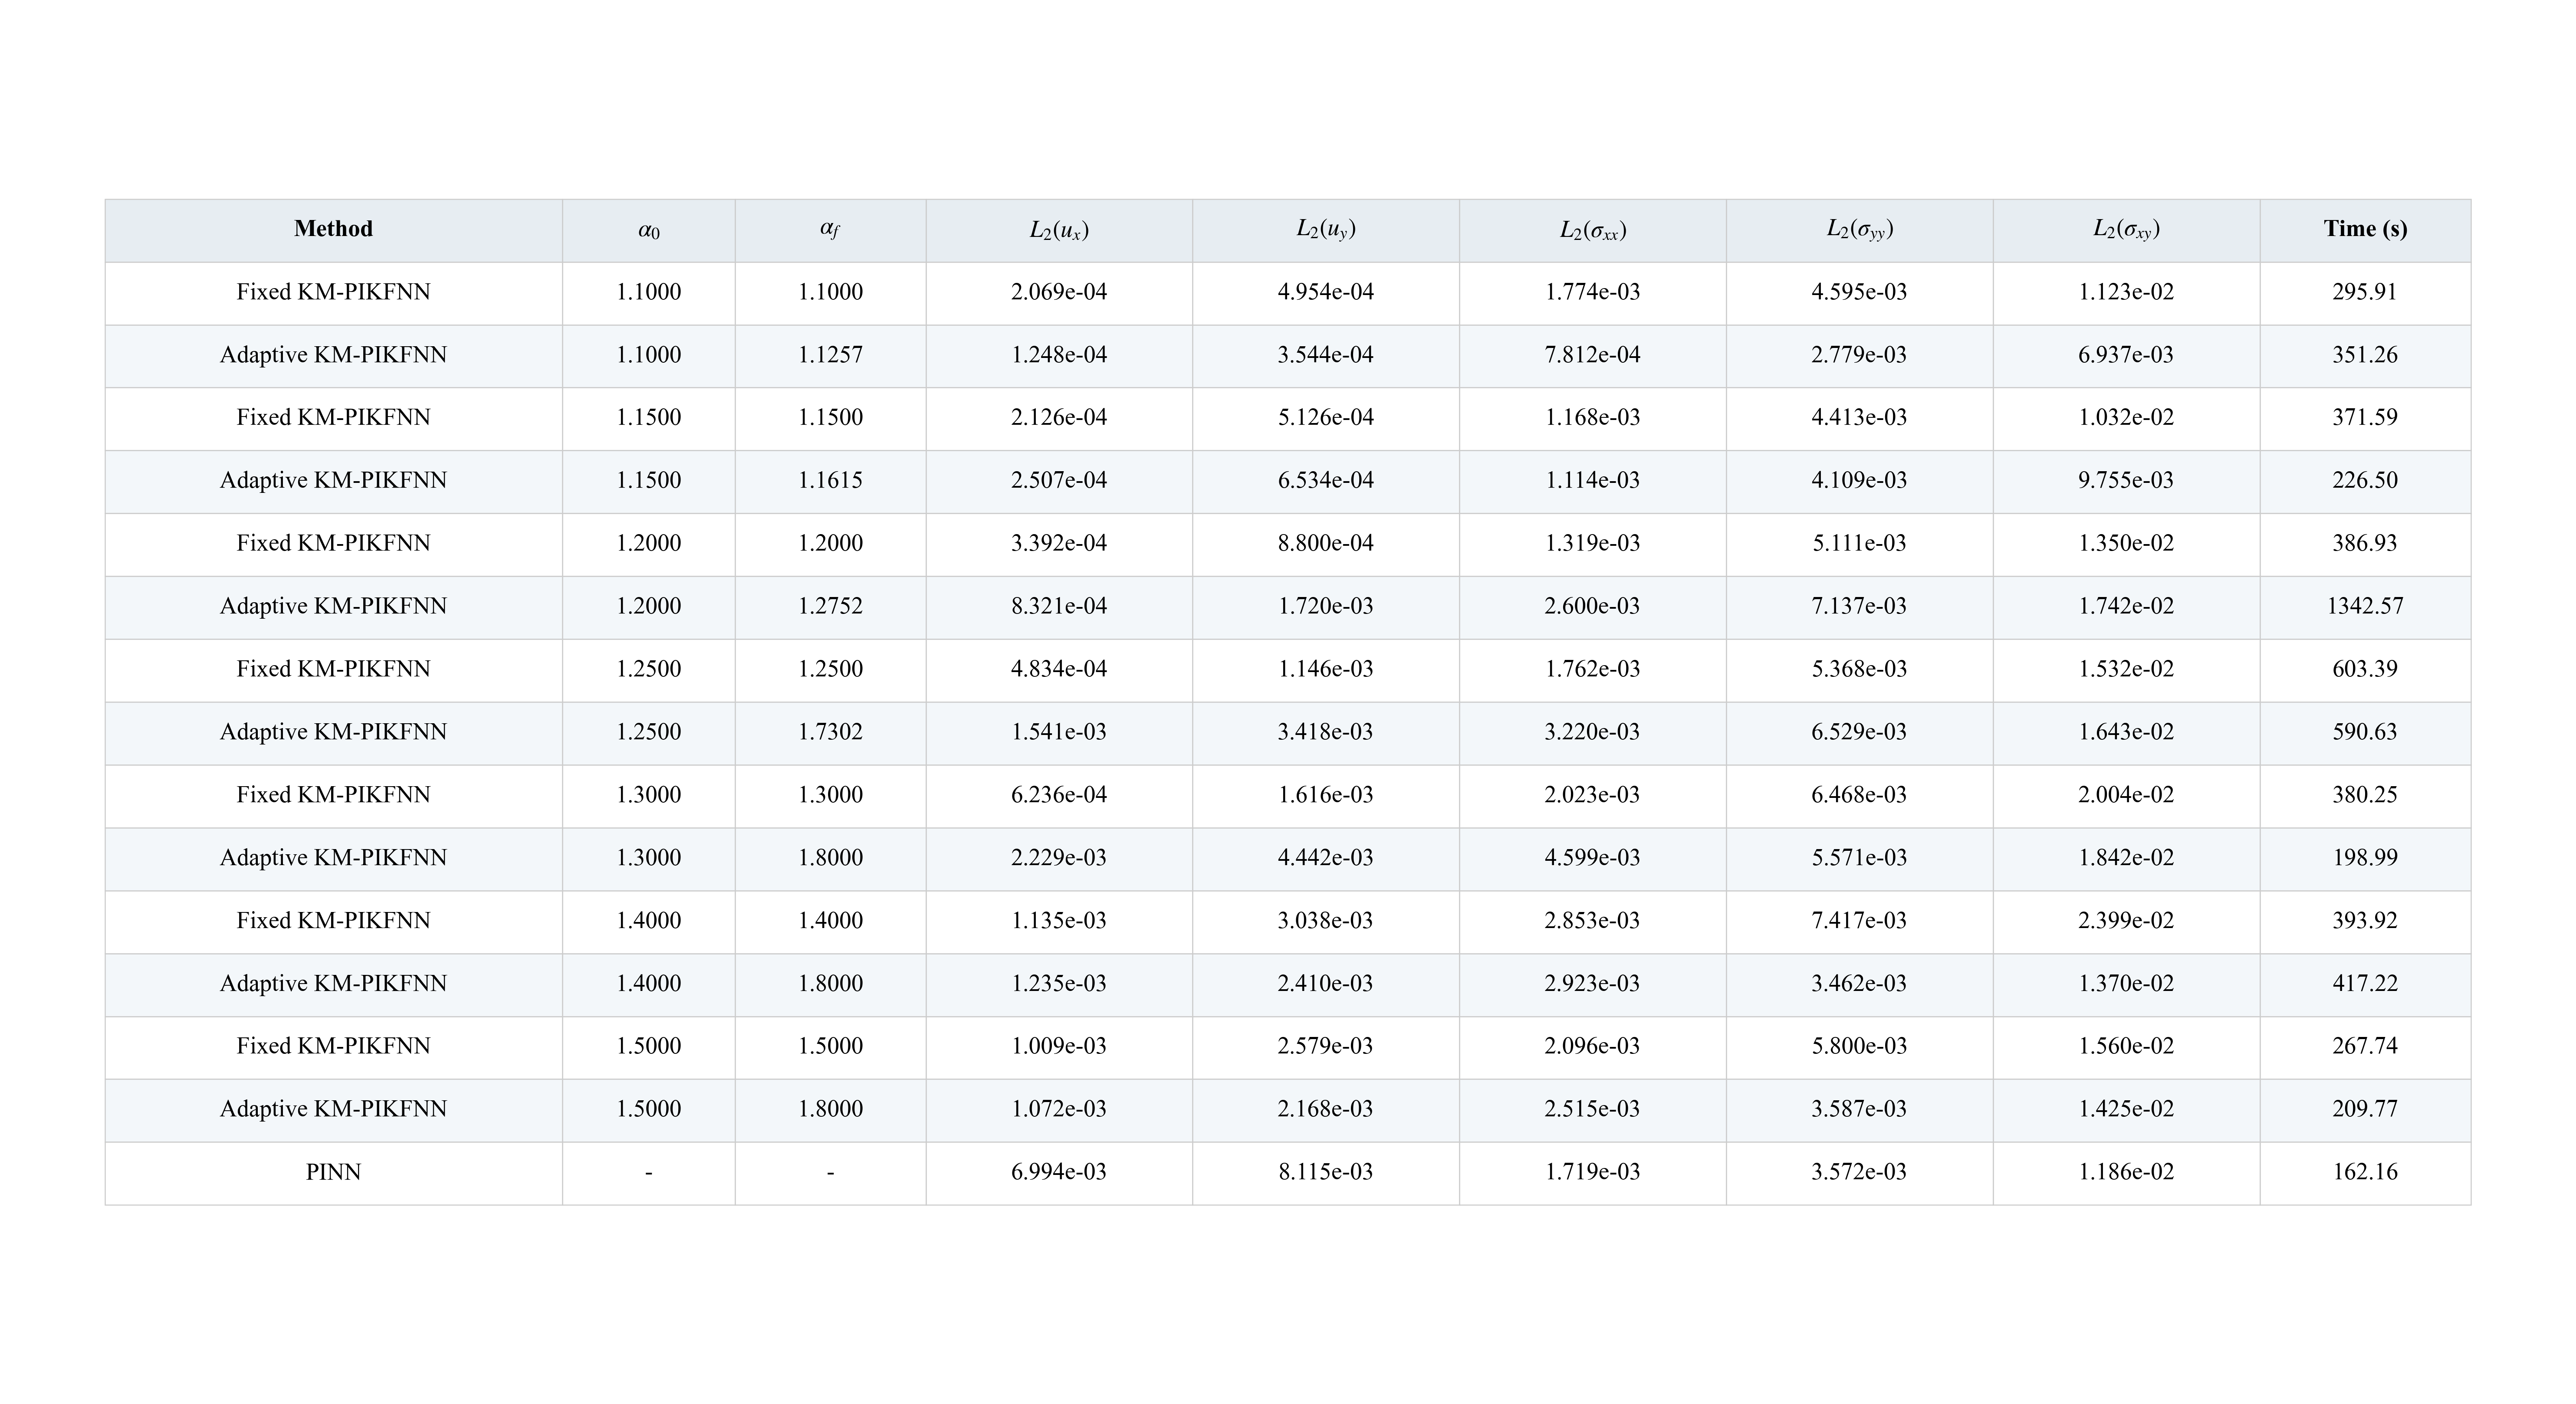 Method α0 αf L2(ux) L2(uy) L2(σxx) L2(σyy) L2(σxy) Time (s)
Fixed KM-PIKFNN 1.1000 1.1000 2.069e-04 4.954e-04 1.774e-03 4.595e-03 1.123e-02 295.91
Adaptive KM-PIKFNN 1.1000 1.1257 1.248e-04 3.544e-04 7.812e-04 2.779e-03 6.937e-03 351.26
Fixed KM-PIKFNN 1.1500 1.1500 2.126e-04 5.126e-04 1.168e-03 4.413e-03 1.032e-02 371.59
Adaptive KM-PIKFNN 1.1500 1.1615 2.507e-04 6.534e-04 1.114e-03 4.109e-03 9.755e-03 226.50
Fixed KM-PIKFNN 1.2000 1.2000 3.392e-04 8.800e-04 1.319e-03 5.111e-03 1.350e-02 386.93
Adaptive KM-PIKFNN 1.2000 1.2752 8.321e-04 1.720e-03 2.600e-03 7.137e-03 1.742e-02 1342.57
Fixed KM-PIKFNN 1.2500 1.2500 4.834e-04 1.146e-03 1.762e-03 5.368e-03 1.532e-02 603.39
Adaptive KM-PIKFNN 1.2500 1.7302 1.541e-03 3.418e-03 3.220e-03 6.529e-03 1.643e-02 590.63
Fixed KM-PIKFNN 1.3000 1.3000 6.236e-04 1.616e-03 2.023e-03 6.468e-03 2.004e-02 380.25
Adaptive KM-PIKFNN 1.3000 1.8000 2.229e-03 4.442e-03 4.599e-03 5.571e-03 1.842e-02 198.99
Fixed KM-PIKFNN 1.4000 1.4000 1.135e-03 3.038e-03 2.853e-03 7.417e-03 2.399e-02 393.92
Adaptive KM-PIKFNN 1.4000 1.8000 1.235e-03 2.410e-03 2.923e-03 3.462e-03 1.370e-02 417.22
Fixed KM-PIKFNN 1.5000 1.5000 1.009e-03 2.579e-03 2.096e-03 5.800e-03 1.560e-02 267.74
Adaptive KM-PIKFNN 1.5000 1.8000 1.072e-03 2.168e-03 2.515e-03 3.587e-03 1.425e-02 209.77
PINN - - 6.994e-03 8.115e-03 1.719e-03 3.572e-03 1.186e-02 162.16